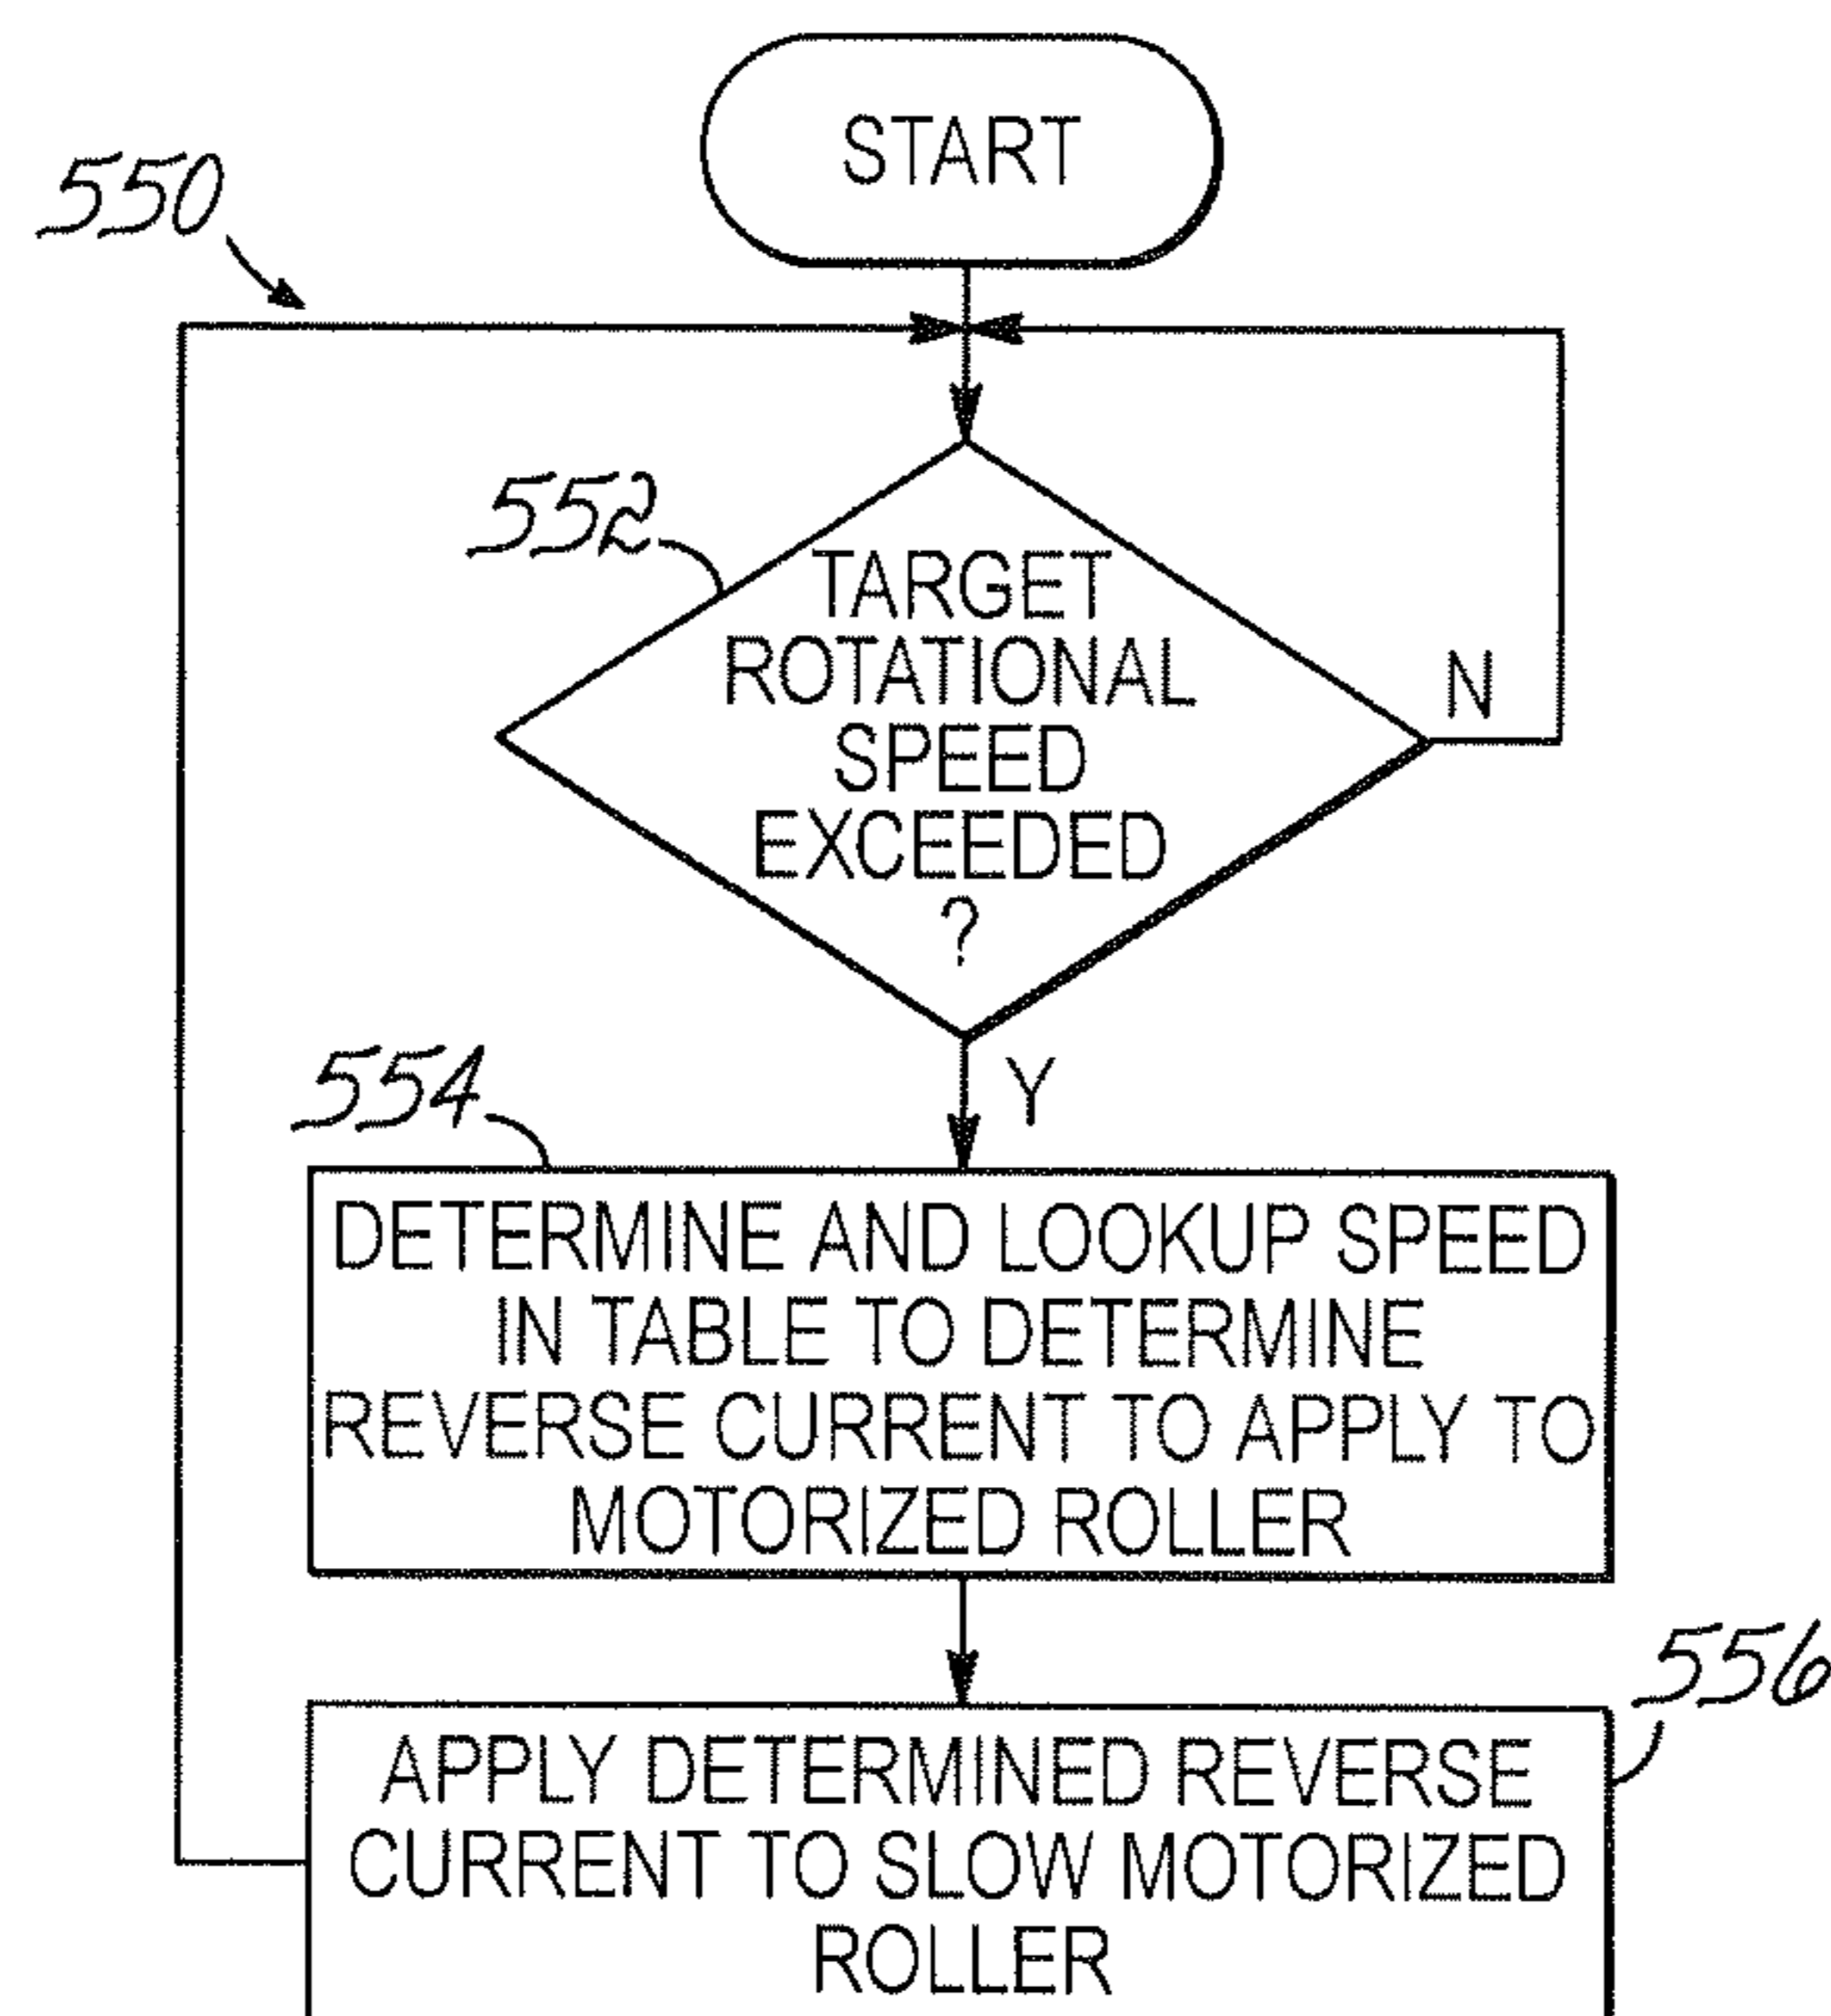 START
550
552
TARGET
ROTATIONAL
SPEED
EXCEEDED
?
N
Y
554
DETERMINE AND LOOKUP SPEED
IN TABLE TO DETERMINE
REVERSE CURRENT TO APPLY TO
MOTORIZED ROLLER
556
APPLY DETERMINED REVERSE
CURRENT TO SLOW MOTORIZED
ROLLER